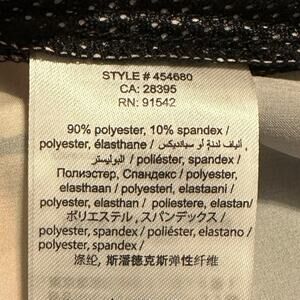 STYLE # 454680
CA: 28395
RN: 91542
90% polyester, 10% spandex /
polyester, élasthane / ألياف لدنة أو سباندكس ,
البوليستر / poliéster, spandex /
Полиэстер, Спандекс / polyester,
elasthaan / polyesteri, elastaani /
polyester, elasthan / poliestere, elastan/
ポリエステル , スパンデックス /
polyester, spandex / poliéster, elastano /
polyester, spandex /
涤纶, 斯潘德克斯弹性纤维